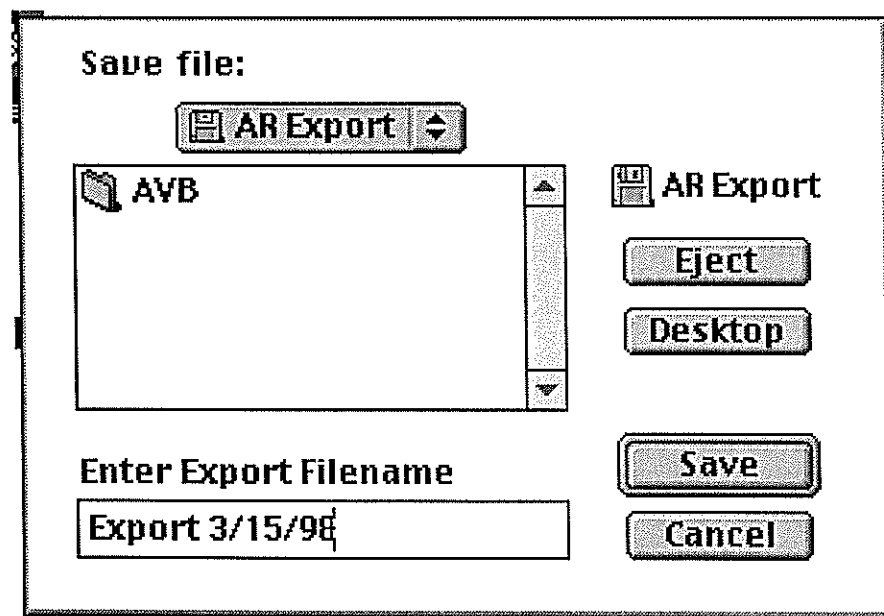 Save file:
AR Export
AVB
AR Export
Eject
Desktop
Enter Export Filename
Save
Export 3/15/98
Cancel